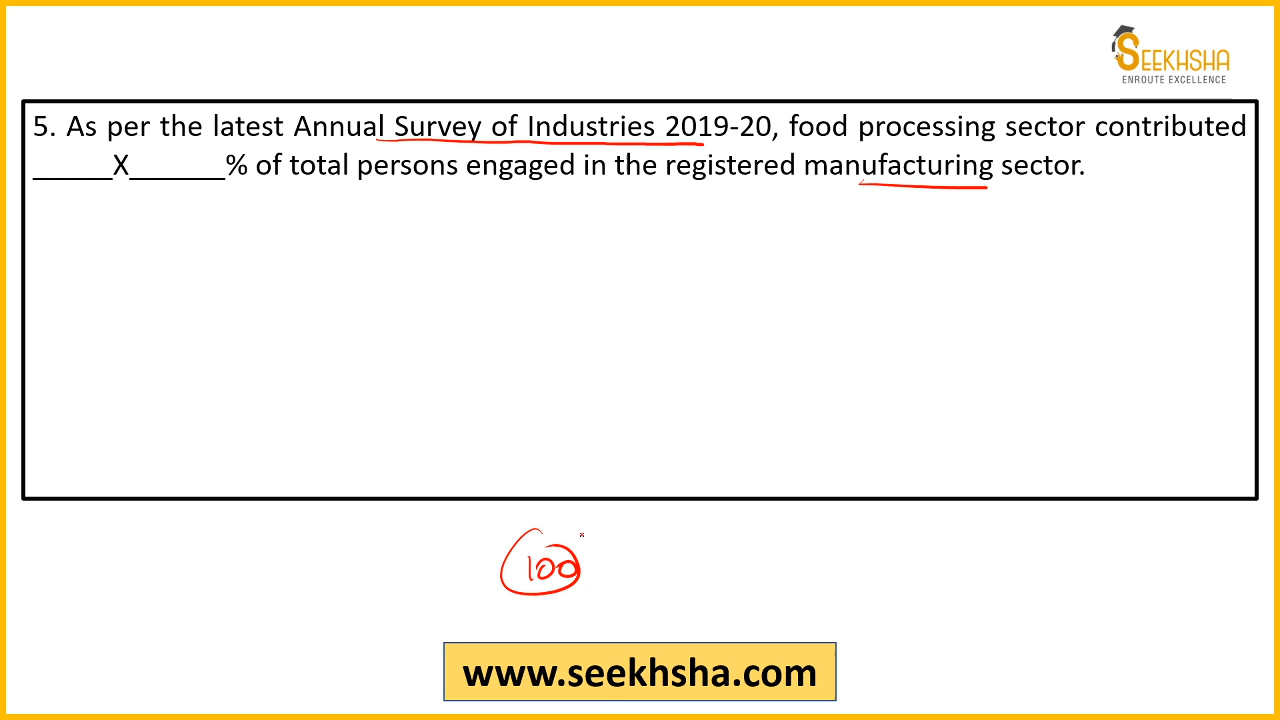 SEEKHSHA
ENROUTE EXCELLENCE
5. As per the latest Annual Survey of Industries 2019-20, food processing sector contributed
_____X______% of total persons engaged in the registered manufacturing sector.
100
www.seekhsha.com